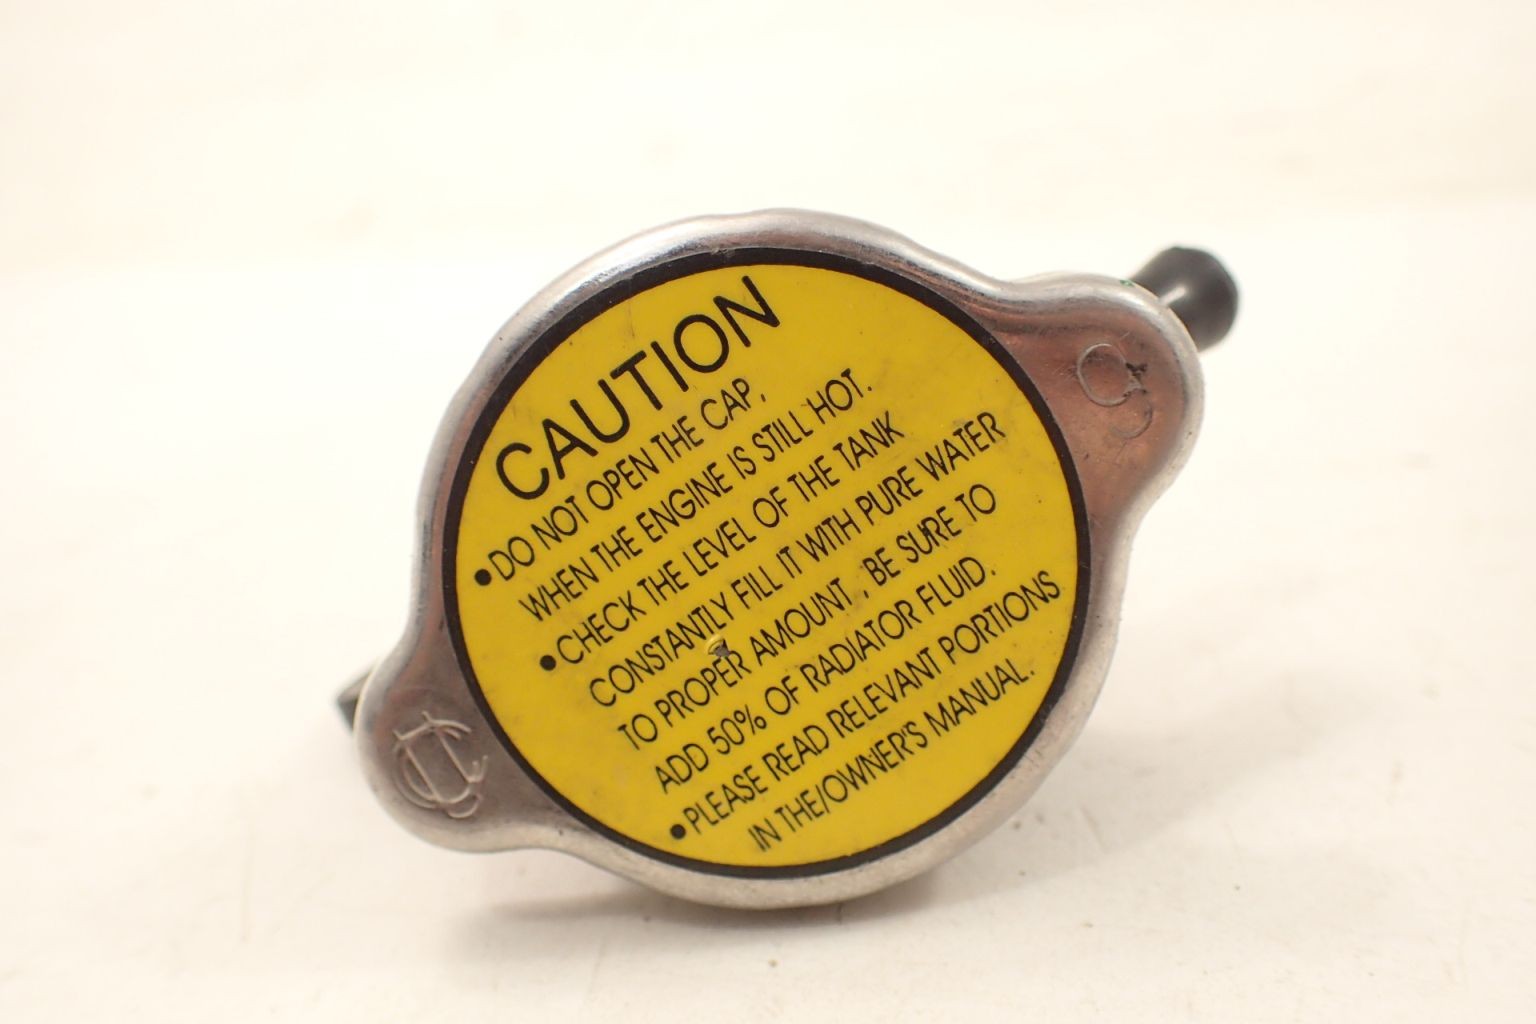 CAUTION
•DO NOT OPEN THE CAP,
WHEN THE ENGINE IS STILL HOT.
•CHECK THE LEVEL OF THE TANK
CONSTANTLY FILL IT WITH PURE WATER
TO PROPER AMOUNT, BE SURE TO
ADD 50% OF RADIATOR FLUID.
•PLEASE READ RELEVANT PORTIONS
IN THE/OWNER'S MANUAL.